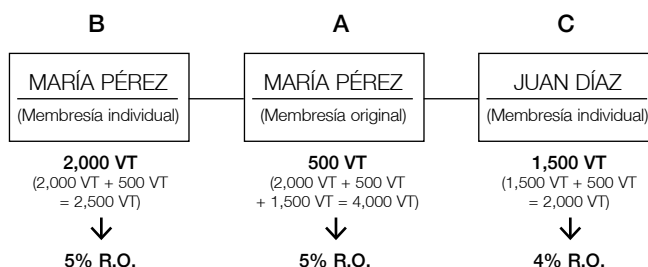 B
MARÍA PÉREZ
(Membresía individual)
2,000 VT
(2,000 VT + 500 VT
= 2,500 VT)
5% R.O.
A
MARÍA PÉREZ
(Membresía original)
500 VT
(2,000 VT + 500 VT
+ 1,500 VT = 4,000 VT)
5% R.O.
C
JUAN DÍAZ
(Membresía individual)
1,500 VT
(1,500 VT + 500 VT
= 2,000 VT)
4% R.O.